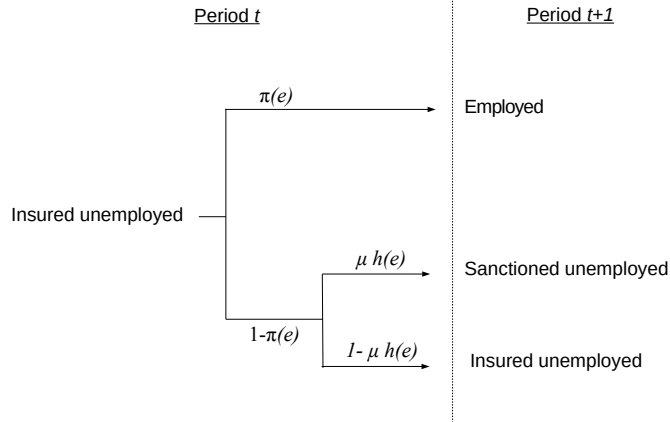 Period t
Period t+1
π(e)
Employed
Insured unemployed
μ h(e)
Sanctioned unemployed
1-π(e)
1- μ h(e)
Insured unemployed